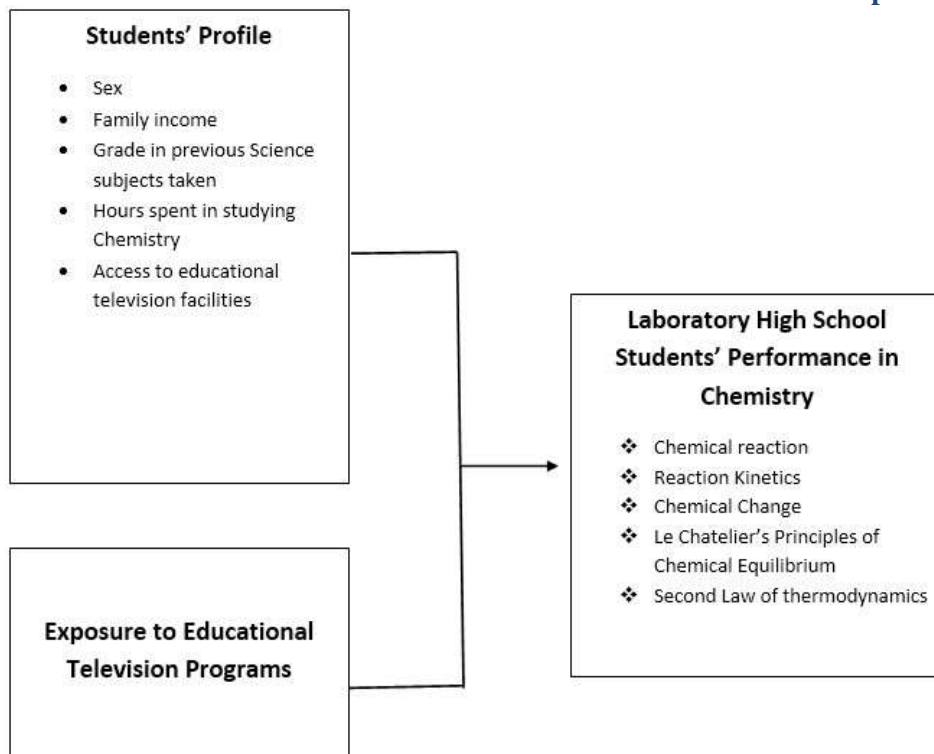 Students’ Profile
• Sex
• Family income
• Grade in previous Science
subjects taken
• Hours spent in studying
Chemistry
• Access to educational
television facilities
Laboratory High School
Students’ Performance in
Chemistry
❖ Chemical reaction
❖ Reaction Kinetics
❖ Chemical Change
❖ Le Chatelier’s Principles of
Chemical Equilibrium
❖ Second Law of thermodynamics
Exposure to Educational
Television Programs